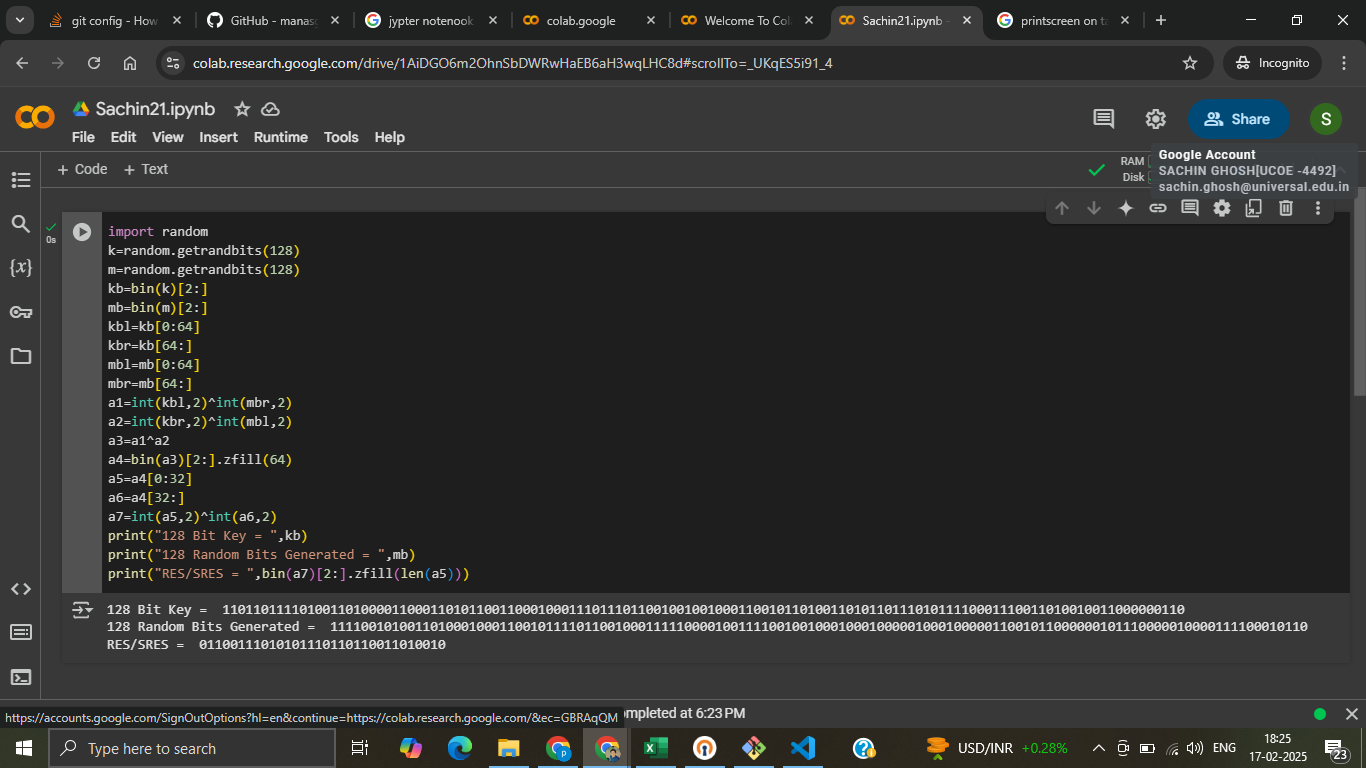 git config - How
GitHub - manasc
jypter notenook
colab.google
Welcome To Col
Sachin21.ipynb -
printscreen on ta
colab.research.google.com/drive/1AiDGO6m2OhnSbDWRwHaEB6aH3wqLHC8d#scrollTo=_UKqES5i91_4
Incognito
Sachin21.ipynb
File Edit View Insert Runtime Tools Help
Share
S
+ Code + Text
RAM
Disk
Google Account
SACHIN GHOSH[UCOE -4492]
sachin.ghosh@universal.edu.in
{x}
0s
import random
k=random.getrandbits(128)
m=random.getrandbits(128)
kb=bin(k)[2:]
mb=bin(m)[2:]
kbl=kb[0:64]
kbr=kb[64:]
mbl=mb[0:64]
mbr=mb[64:]
a1=int(kbl,2)^int(mbr,2)
a2=int(kbr,2)^int(mbl,2)
a3=a1^a2
a4=bin(a3)[2:].zfill(64)
a5=a4[0:32]
a6=a4[32:]
a7=int(a5,2)^int(a6,2)
print("128 Bit Key = ",kb)
print("128 Random Bits Generated = ",mb)
print("RES/SRES = ",bin(a7)[2:].zfill(len(a5)))
128 Bit Key =
128 Random Bits Generated =
RES/SRES = 01100111010101110110110011010010
https://accounts.google.com/SignOutOptions?hl=en&continue=https://colab.research.google.com/&ec=GBRAqQM
ompleted at 6:23 PM
Type here to search
USD/INR +0.28%
ENG
18:25
17-02-2025
23